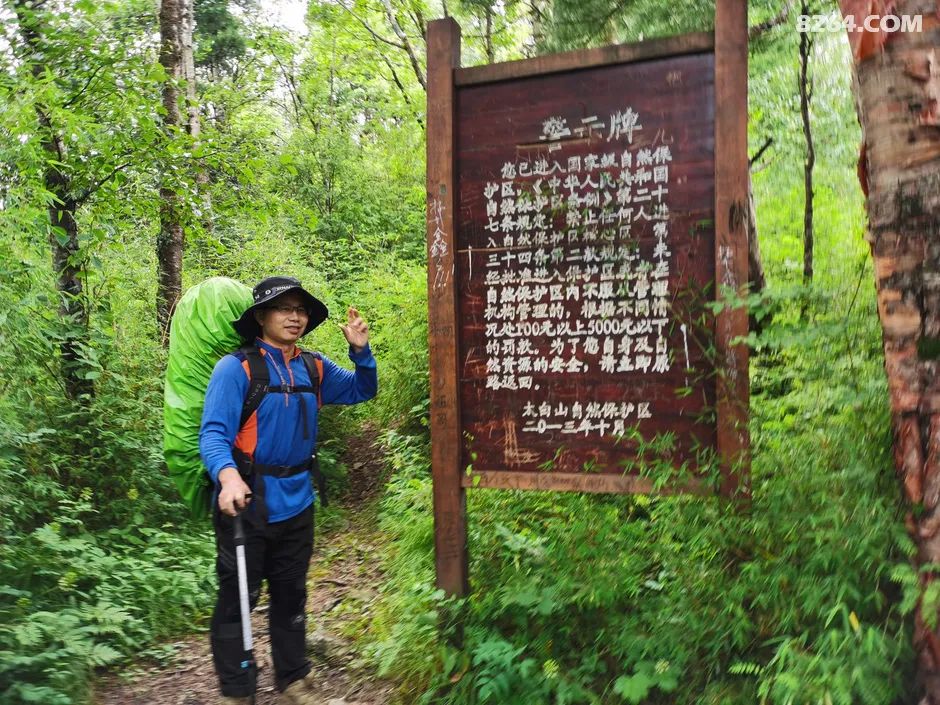 8264.COM
警示牌
您已进入国家级自然保
护区。《中华人民共和国
自然保护区条例》第二十
七条规定：禁止任何人进
入自然保护区核心区。第
三十四条第二款规定：未
经批准进入保护区或者在
自然保护区内不服从管理
机构管理的，根据不同情
况处100元以上5000元以下
的罚款。为了您自身及自
然资源的安全，请立即原
路返回。
太白山自然保护区
二〇一三年十月